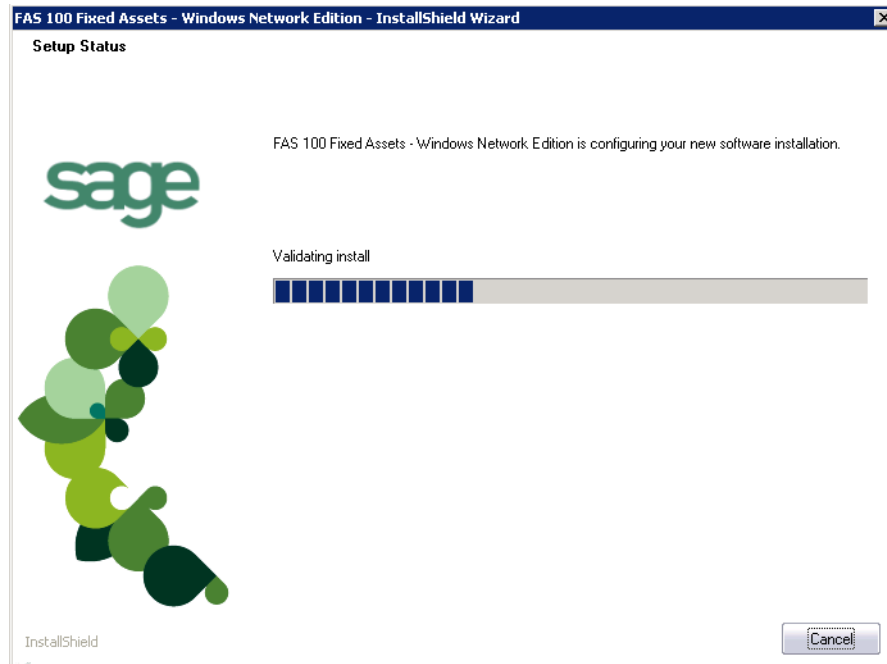 FAS 100 Fixed Assets - Windows Network Edition - InstallShield Wizard
Setup Status
FAS 100 Fixed Assets - Windows Network Edition is configuring your new software installation.
sage
Validating install
InstallShield
Cancel